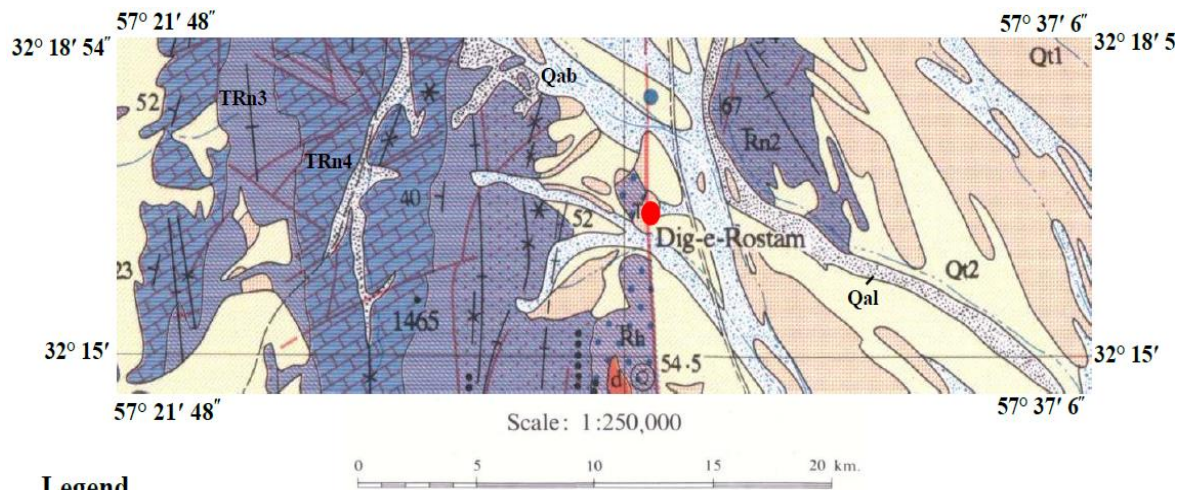 57° 21′ 48″
57° 37′ 6″
32° 18′ 54″
32° 18′ 5
Qt1
Qab
52
TRn3
67
Rn2
TRn4
40
52
Dig-e-Rostam
23
Qt2
Qal
1465
Rh
32° 15′
32° 15′
d
54·5
57° 21′ 48″
57° 37′ 6″
Scale: 1:250,000
0 5 10 15 20 km.
Legend